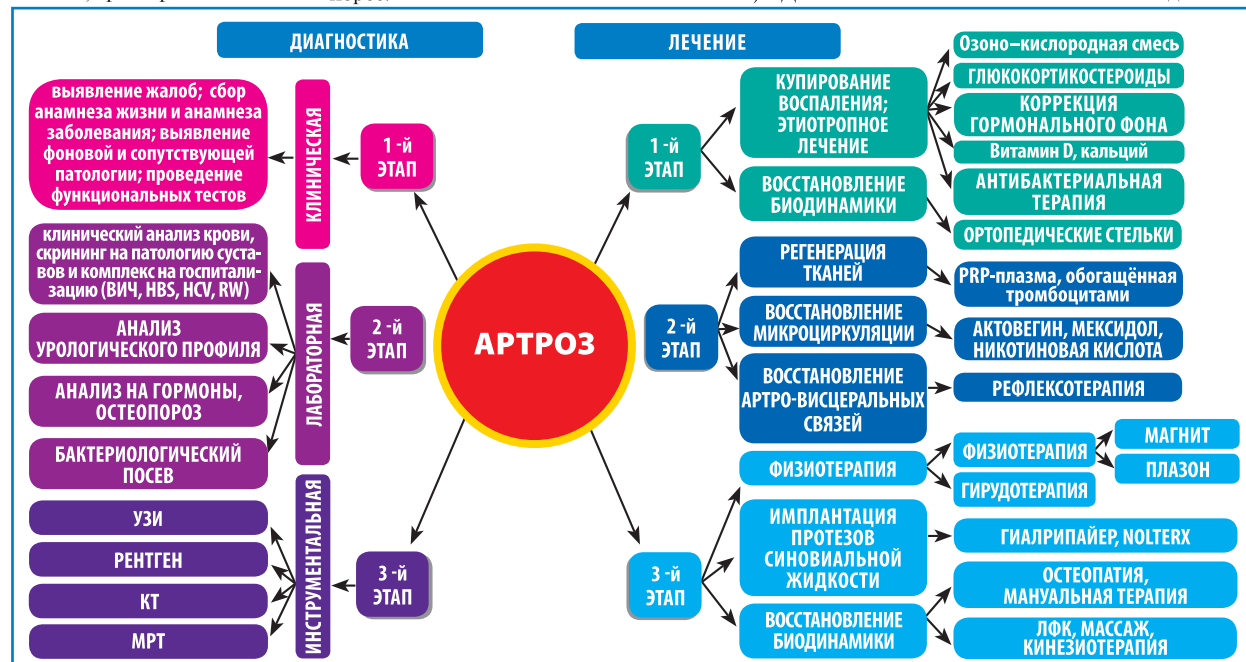 ДИАГНОСТИКА
ЛЕЧЕНИЕ
выявление жалоб; сбор
анамнеза жизни и анамнеза
заболевания; выявление
фоновой и сопутствующей
патологии; проведение
функциональных тестов
КЛИНИЧЕСКАЯ
1-й
ЭТАП
клинический анализ крови,
скрининг на патологию суста-
вов и комплекс на госпитали-
зацию (ВИЧ, HBS, HCV, RW)
АНАЛИЗ
УРОЛОГИЧЕСКОГО ПРОФИЛЯ
АНАЛИЗ НА ГОРМОНЫ,
ОСТЕОПОРОЗ
БАКТЕРИОЛОГИЧЕСКИЙ
ПОСЕВ
ЛАБОРАТОРНАЯ
2-й
ЭТАП
УЗИ
РЕНТГЕН
КТ
МРТ
ИНСТРУМЕНТАЛЬНАЯ
3-й
ЭТАП
АРТРОЗ
1-й
ЭТАП
КУПИРОВАНИЕ
ВОСПАЛЕНИЯ;
ЭТИОТРОПНОЕ
ЛЕЧЕНИЕ
ВОССТАНОВЛЕНИЕ
БИОДИНАМИКИ
Озоно–кислородная смесь
ГЛЮКОКОРТИКОСТЕРОИДЫ
КОРРЕКЦИЯ
ГОРМОНАЛЬНОГО ФОНА
Витамин D, кальций
АНТИБАКТЕРИАЛЬНАЯ
ТЕРАПИЯ
ОРТОПЕДИЧЕСКИЕ СТЕЛЬКИ
2-й
ЭТАП
РЕГЕНЕРАЦИЯ
ТКАНЕЙ
ВОССТАНОВЛЕНИЕ
МИКРОЦИРКУЛЯЦИИ
ВОССТАНОВЛЕНИЕ
АРТРО-ВИСЦЕРАЛЬНЫХ
СВЯЗЕЙ
PRP-плазма, обогащённая
тромбоцитами
АКТОВЕГИН, МЕКСИДОЛ,
НИКОТИНОВАЯ КИСЛОТА
РЕФЛЕКСОТЕРАПИЯ
3-й
ЭТАП
ФИЗИОТЕРАПИЯ
ИМПЛАНТАЦИЯ
ПРОТЕЗОВ
СИНОВИАЛЬНОЙ
ЖИДКОСТИ
ВОССТАНОВЛЕНИЕ
БИОДИНАМИКИ
ФИЗИОТЕРАПИЯ
ГИРУДОТЕРАПИЯ
МАГНИТ
ПЛАЗОН
ГИАЛРИПАЙЕР, NOLTREX
ОСТЕОПАТИЯ,
МАНУАЛЬНАЯ ТЕРАПИЯ
ЛФК, МАССАЖ,
КИНЕЗИОТЕРАПИЯ